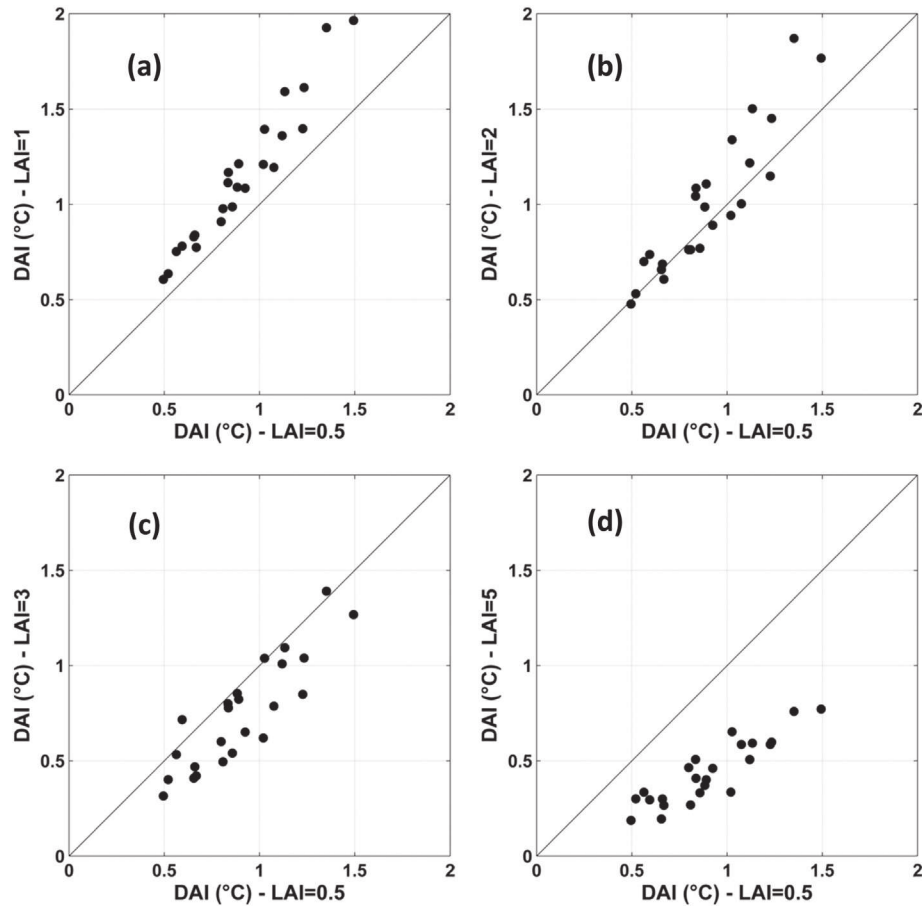 2
(a)
1.5
DAI (°C) - LAI=1
1
0.5
0
0 0.5 1 1.5 2
DAI (°C) - LAI=0.5
2
(b)
1.5
DAI (°C) - LAI=2
1
0.5
0
0 0.5 1 1.5 2
DAI (°C) - LAI=0.5
2
(c)
1.5
DAI (°C) - LAI=3
1
0.5
0
0 0.5 1 1.5 2
DAI (°C) - LAI=0.5
2
(d)
1.5
DAI (°C) - LAI=5
1
0.5
0
0 0.5 1 1.5 2
DAI (°C) - LAI=0.5